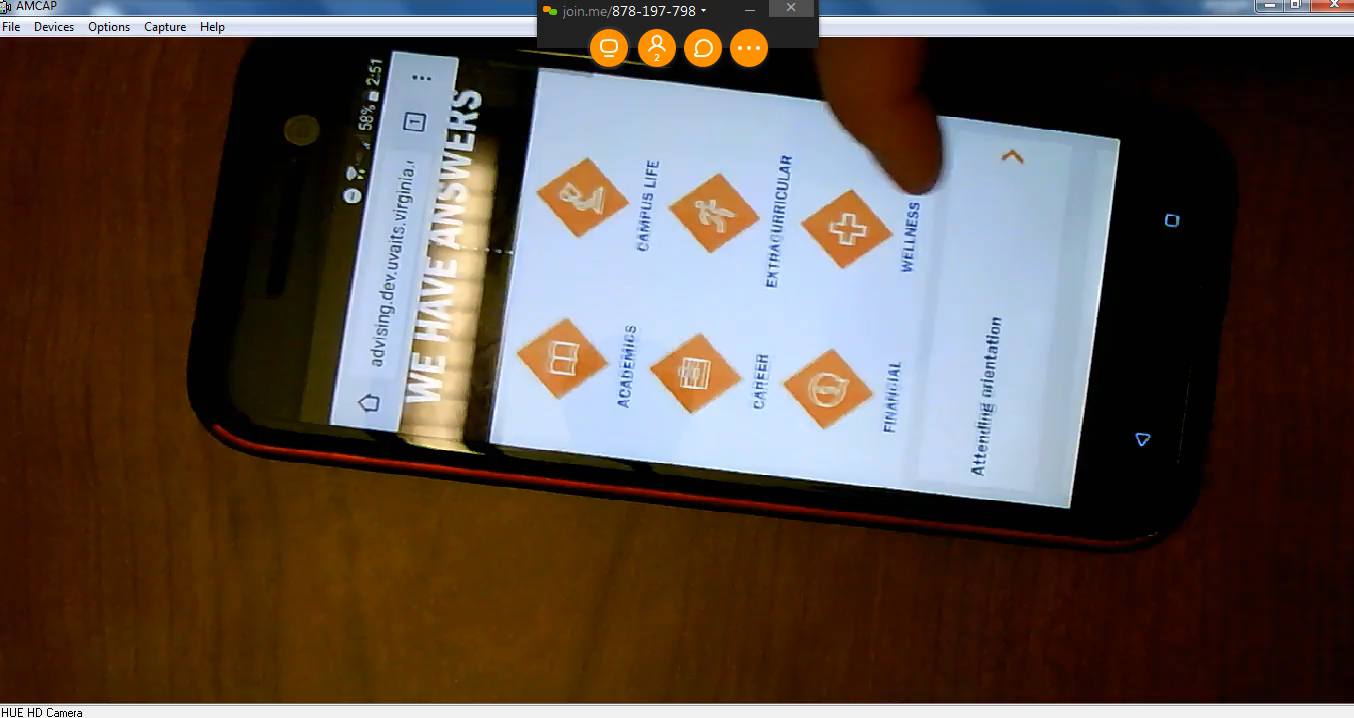 AMCAP
File Devices Options Capture Help
join.me/878-197-798
2
58% 2:51
advising.dev.uvaits.virginia.
1
WE HAVE ANSWERS
ACADEMICS CAMPUS LIFE
CAREER EXTRACURRICULAR
FINANCIAL WELLNESS
Attending orientation
HUE HD Camera